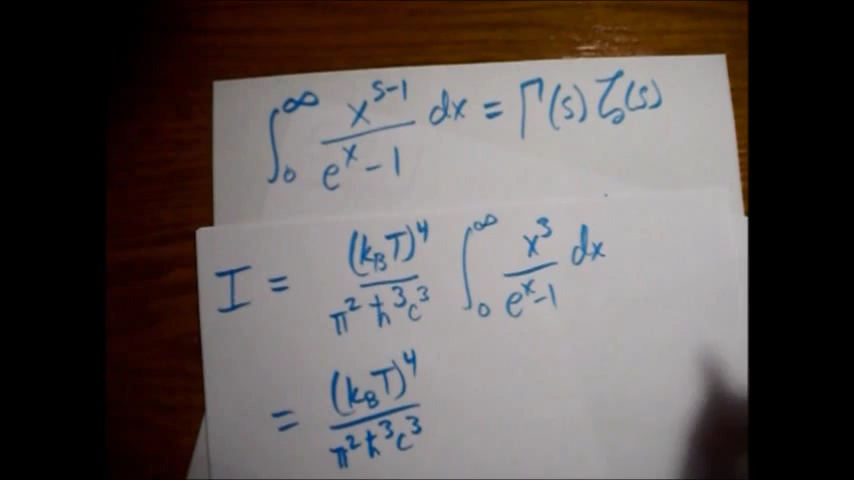 ∫₀^∞ x^(s-1)/(e^x - 1) dx = Γ(s) ζ(s)
I = (k_B T)^4/(π² ħ³ c³) ∫₀^∞ x³/(e^x - 1) dx
= (k_B T)^4/(π² ħ³ c³)